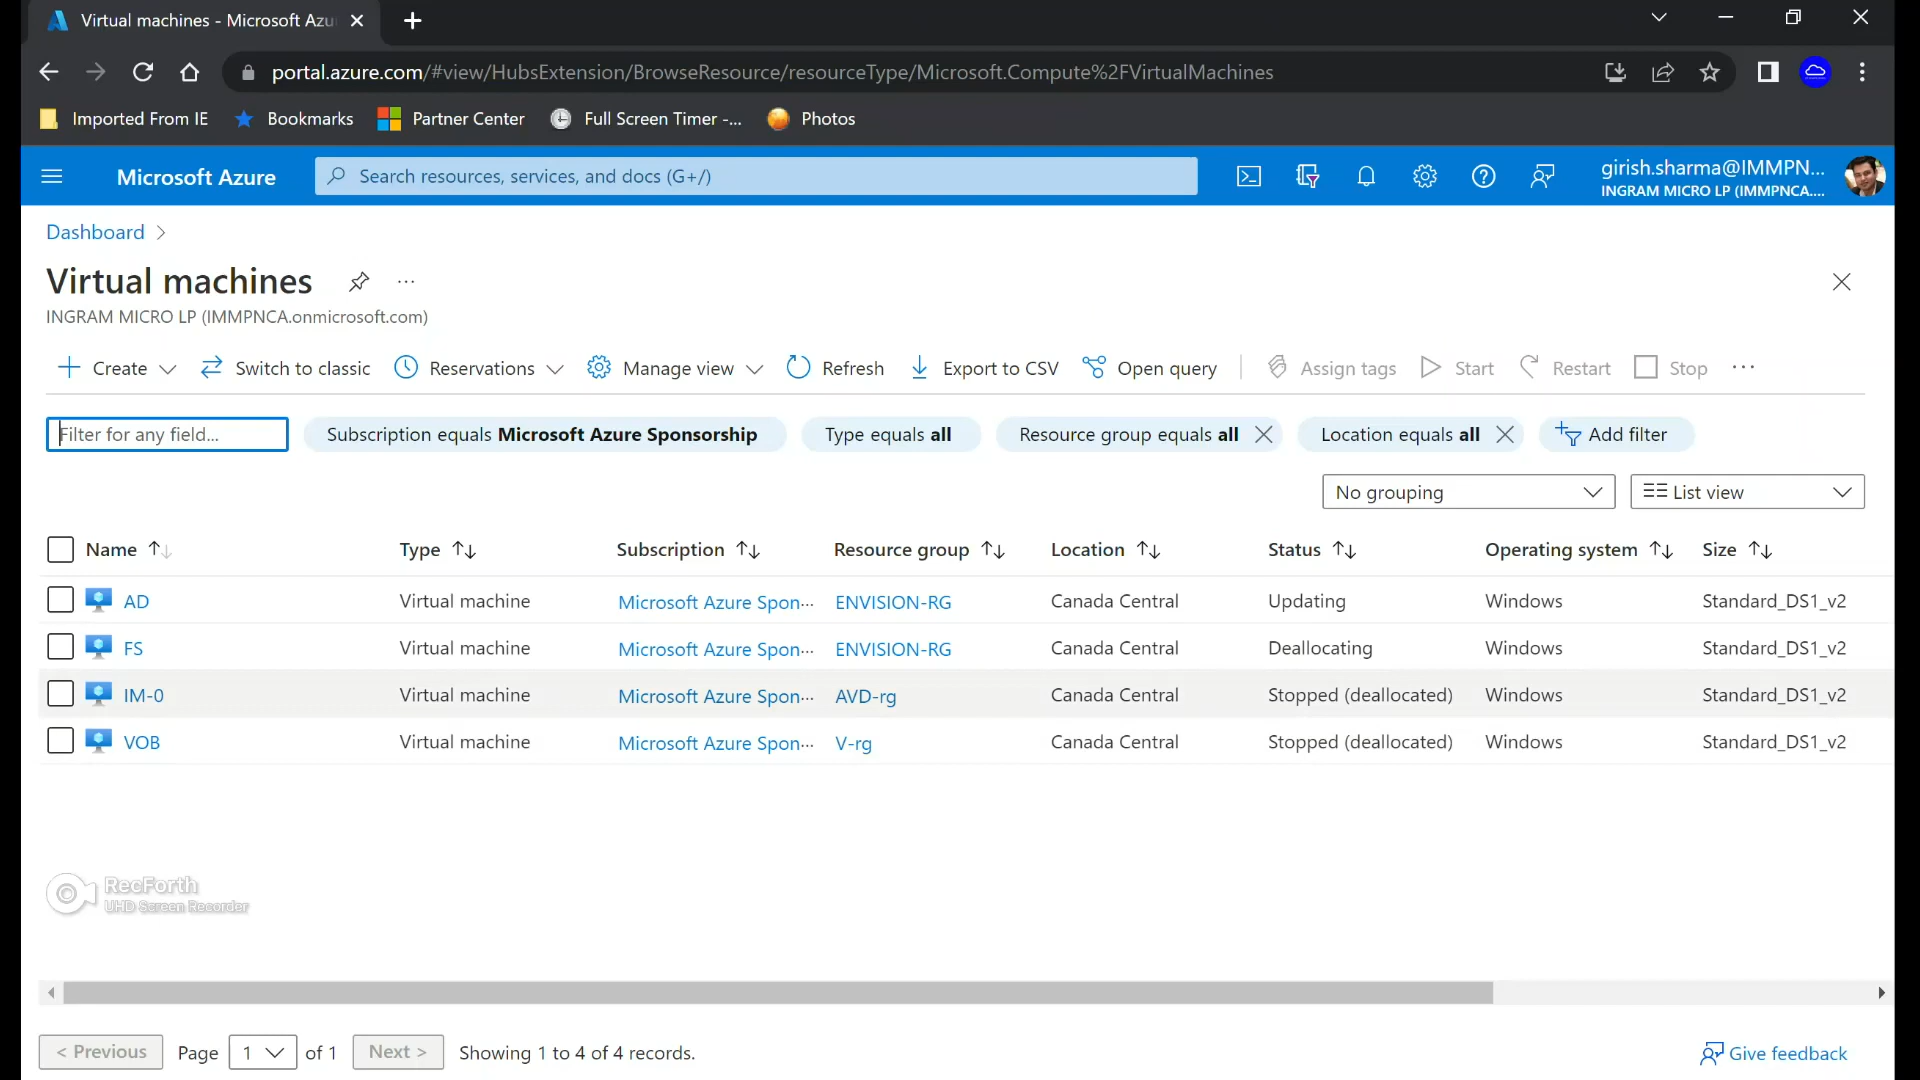 Virtual machines - Microsoft Azu
portal.azure.com/#view/HubsExtension/BrowseResource/resourceType/Microsoft.Compute%2FVirtualMachines
Imported From IE Bookmarks Partner Center Full Screen Timer -... Photos
Microsoft Azure Search resources, services, and docs (G+/) girish.sharma@IMMPN...
INGRAM MICRO LP (IMMPNCA....
Dashboard >
Virtual machines ...
INGRAM MICRO LP (IMMPNCA.onmicrosoft.com)
Create Switch to classic Reservations Manage view Refresh Export to CSV Open query Assign tags Start Restart Stop ...
Filter for any field... Subscription equals Microsoft Azure Sponsorship Type equals all Resource group equals all Location equals all Add filter
No grouping List view
Name Type Subscription Resource group Location Status Operating system Size
AD Virtual machine Microsoft Azure Spon... ENVISION-RG Canada Central Updating Windows Standard_DS1_v2
FS Virtual machine Microsoft Azure Spon... ENVISION-RG Canada Central Deallocating Windows Standard_DS1_v2
IM-0 Virtual machine Microsoft Azure Spon... AVD-rg Canada Central Stopped (deallocated) Windows Standard_DS1_v2
VOB Virtual machine Microsoft Azure Spon... V-rg Canada Central Stopped (deallocated) Windows Standard_DS1_v2
RecForth
UHD Screen Recorder
< Previous Page 1 of 1 Next > Showing 1 to 4 of 4 records. Give feedback